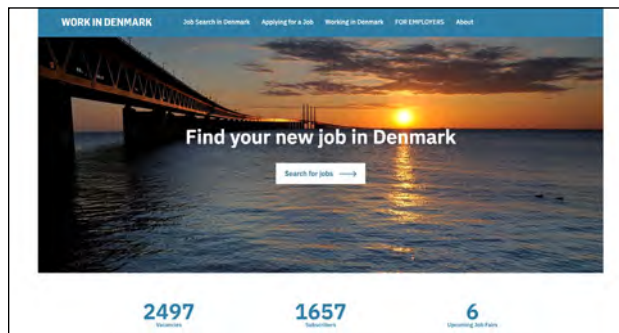 WORK IN DENMARK Job Search in Denmark Applying for a Job Working in Denmark FOR EMPLOYERS About
Find your new job in Denmark
Search for jobs
2497 1657 6
Vacancies Subscribers Upcoming Job Fairs